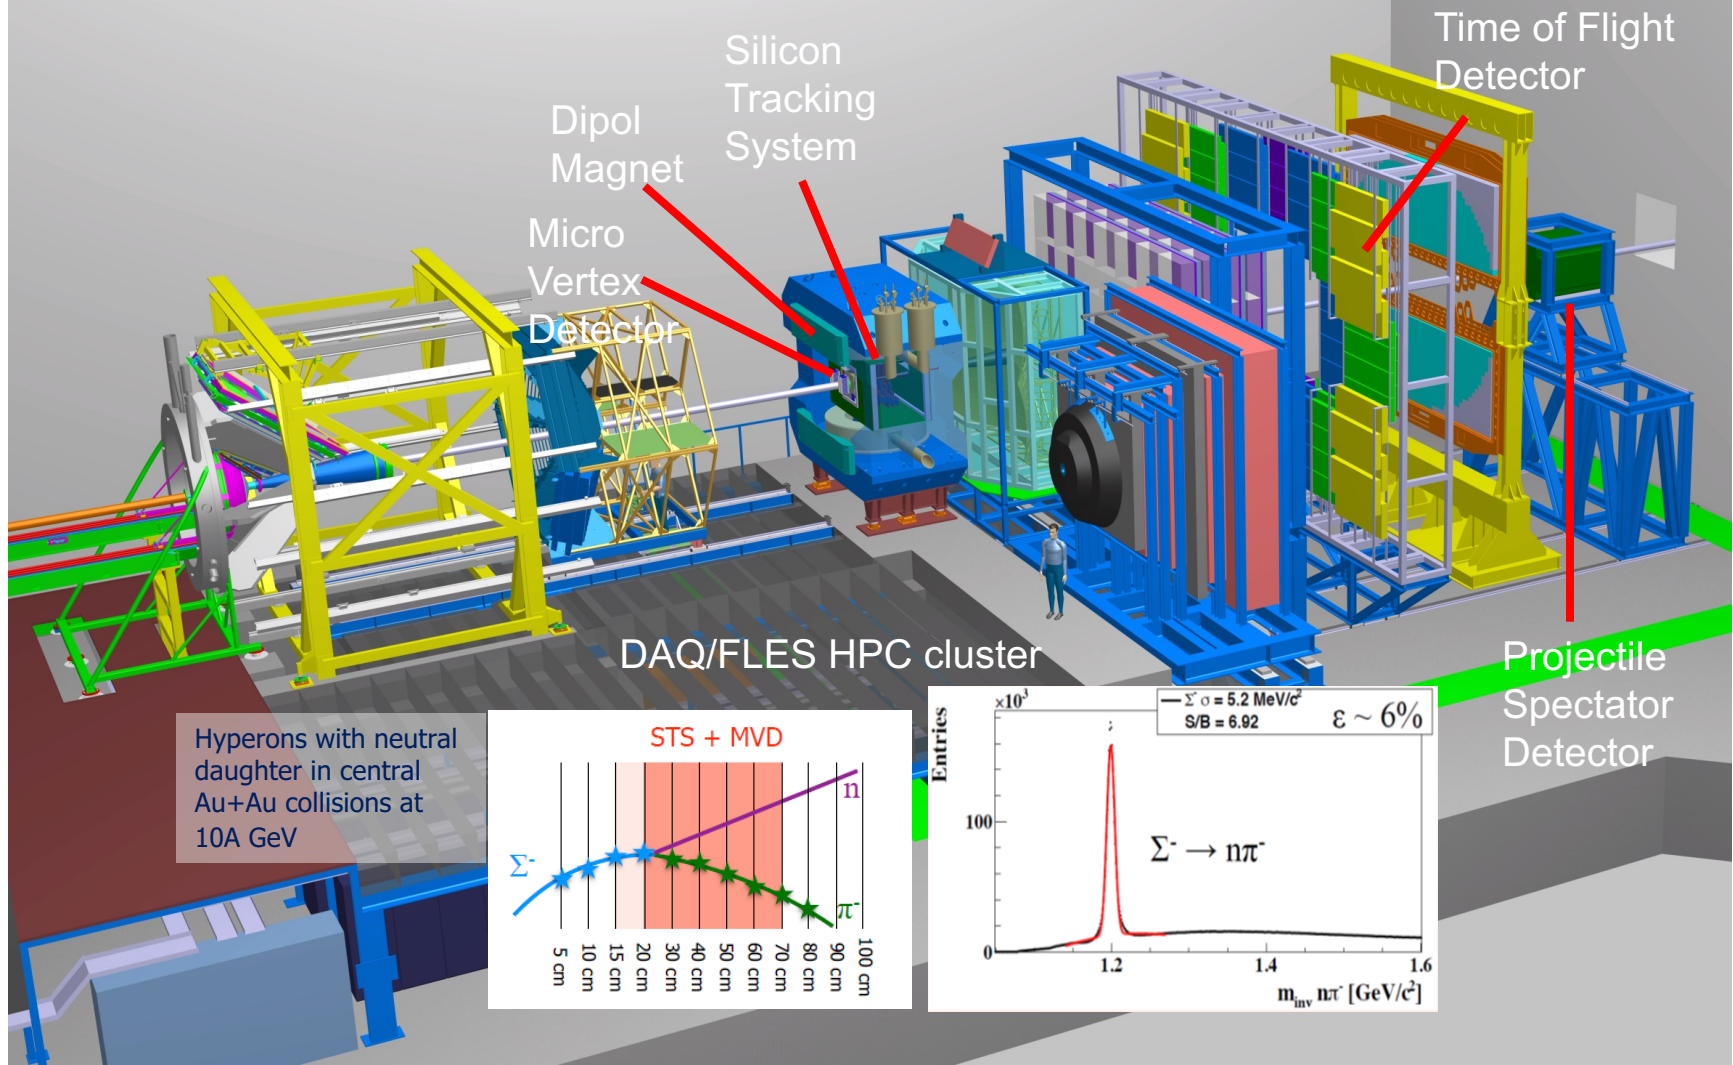 Time of Flight
Detector
Silicon
Tracking
System
Dipol
Magnet
Micro
Vertex
Detector
DAQ/FLES HPC cluster
Projectile
Spectator
Detector
Hyperons with neutral
daughter in central
Au+Au collisions at
10A GeV
STS + MVD
n
Σ⁻
π⁻
5 cm
10 cm
15 cm
20 cm
30 cm
40 cm
50 cm
60 cm
70 cm
80 cm
90 cm
100 cm
×10³
Σ⁻ σ = 5.2 MeV/c²
S/B = 6.92
ε ~ 6%
Entries
100
Σ⁻ → nπ⁻
0
1.2
1.4
1.6
m_inv nπ⁻ [GeV/c²]